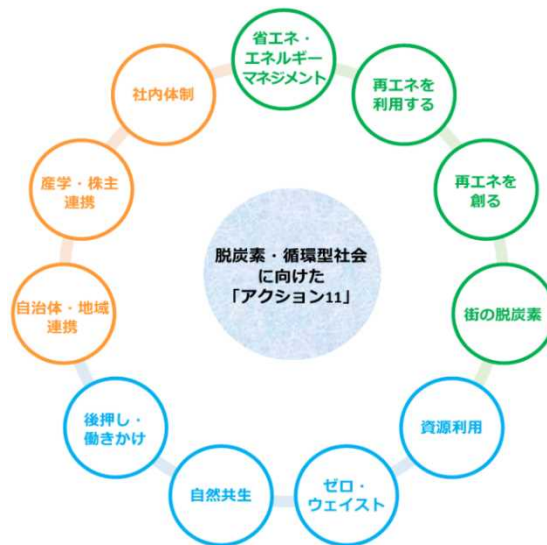 脱炭素・循環型社会
に向けた
「アクション11」
省エネ・
エネルギー
マネジメント
再エネを
利用する
再エネを
創る
街の脱炭素
資源利用
ゼロ・
ウェイスト
自然共生
後押し・
働きかけ
自治体・地域
連携
産学・株主
連携
社内体制